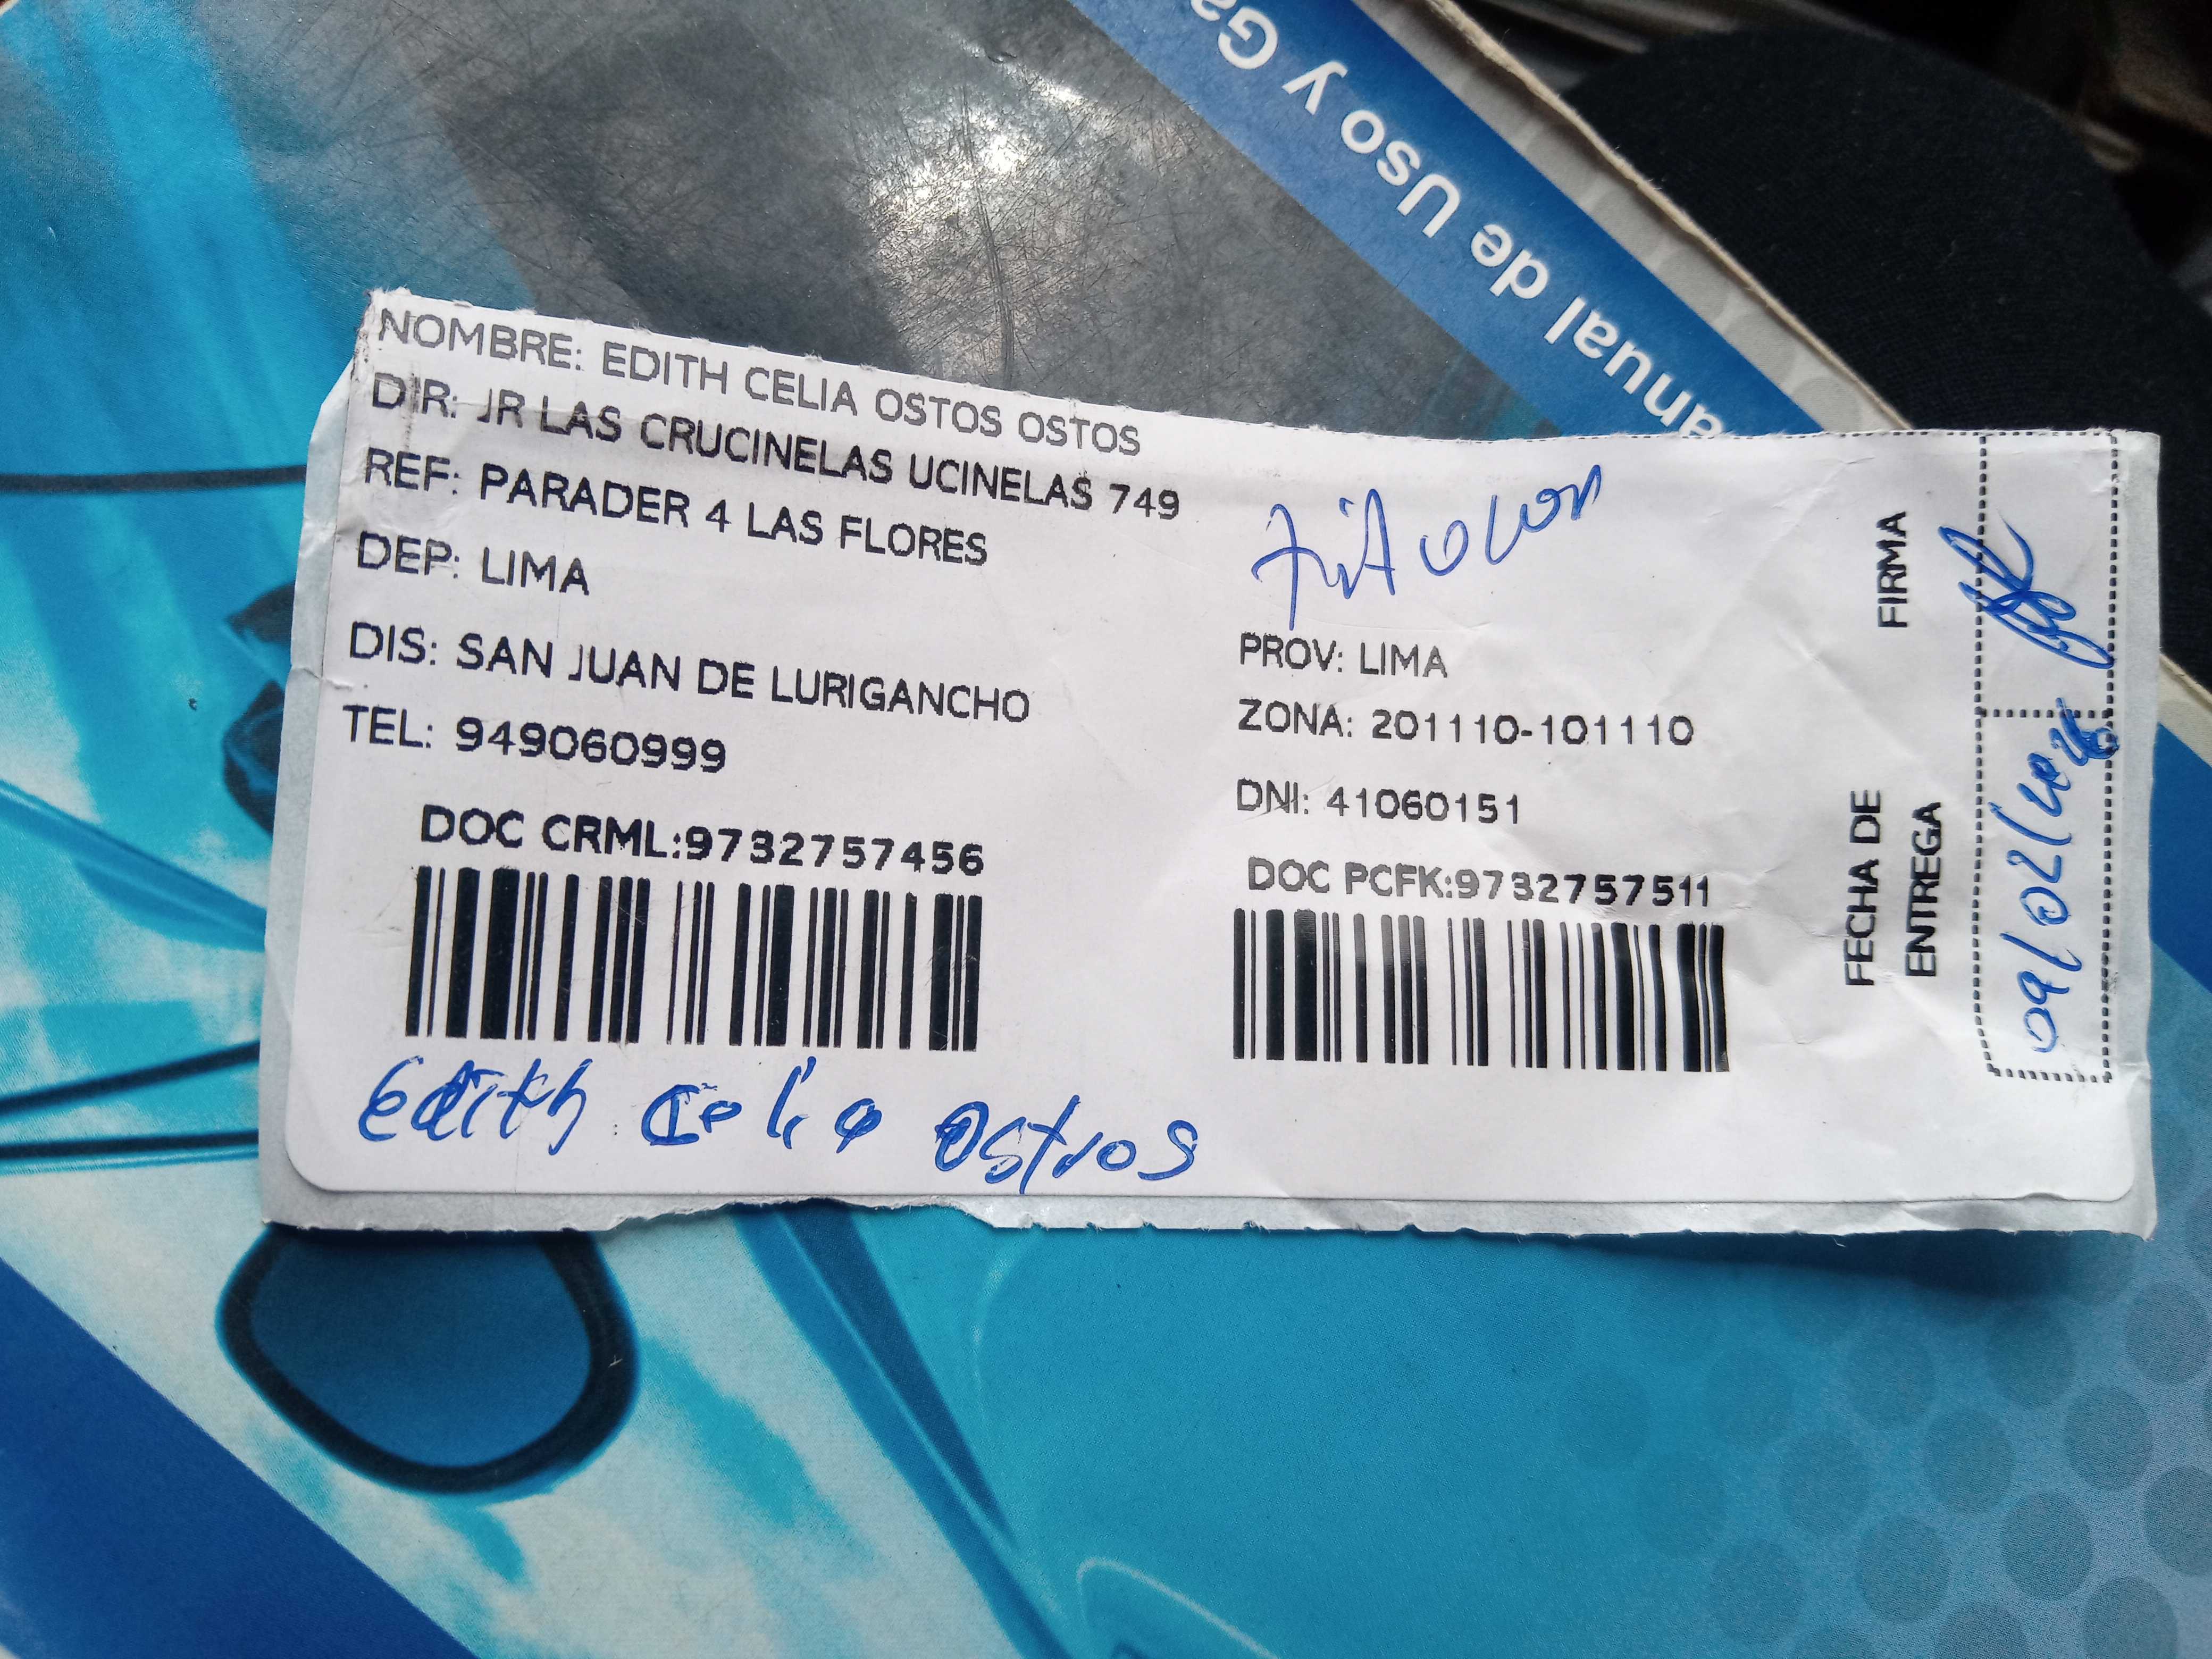 anual de Uso y Ga
NOMBRE: EDITH CELIA OSTOS OSTOS
DIR: JR LAS CRUCINELAS UCINELAS 749
REF: PARADER 4 LAS FLORES
DEP: LIMA
PROV: LIMA
DIS: SAN JUAN DE LURIGANCHO
ZONA: 201110-101110
TEL: 949060999
DNI: 41060151
DOC CRML:9732757456
DOC PCFK:9732757511
Edith Celia Ostros
FIRMA
FECHA DE
ENTREGA